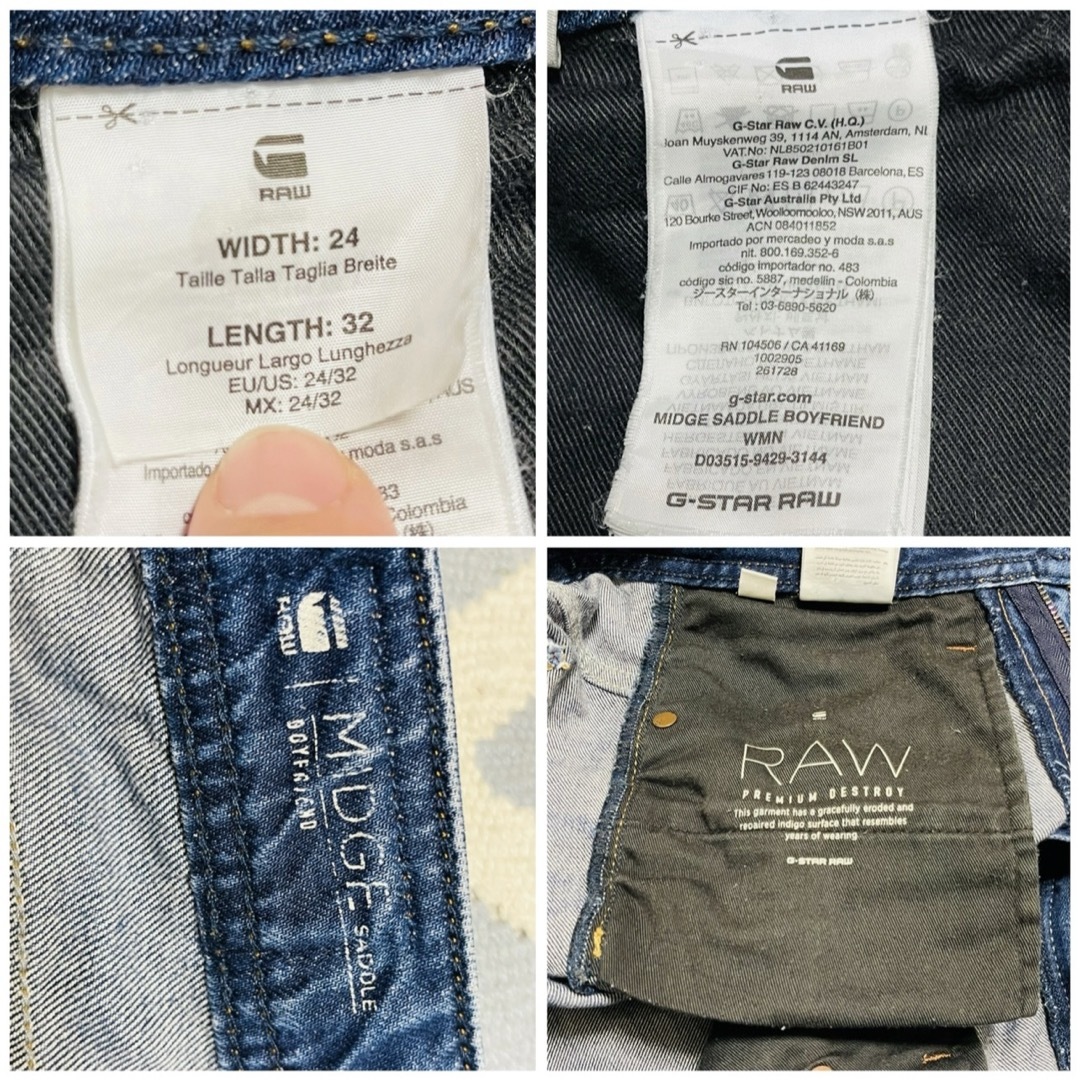 RAW
WIDTH: 24
Taille Talla Taglia Breite
LENGTH: 32
Longueur Largo Lunghezza
EU/US: 24/32
MX: 24/32
Importado
moda s.a.s
Colombia
RAW
G-Star Raw C.V. (H.Q.)
Joan Muyskenweg 39, 1114 AN, Amsterdam, NL
VAT.No: NL850210161B01
G-Star Raw Denim SL
Calle Almogavares 119-123 08018 Barcelona, ES
CIF No: ES B 62443247
G-Star Australia Pty Ltd
120 Bourke Street, Woolloomooloo, NSW 2011, AUS
ACN 084011852
Importado por mercadeo y moda s.a.s
nit. 800.169.352-6
código importador no. 483
código sic no. 5887, medellin - Colombia
ジースターインターナショナル（株）
Tel : 03-6890-5620
RN 104506 / CA 41169
1002905
261728
g-star.com
MIDGE SADDLE BOYFRIEND
WMN
D03515-9429-3144
G-STAR RAW
RAW
MIDGE SADDLE
BOYFRIEND
RAW
PREMIUM DESTROY
This garment has a gracefully eroded and
repaired indigo surface that resembles
years of wearing.
G-STAR RAW